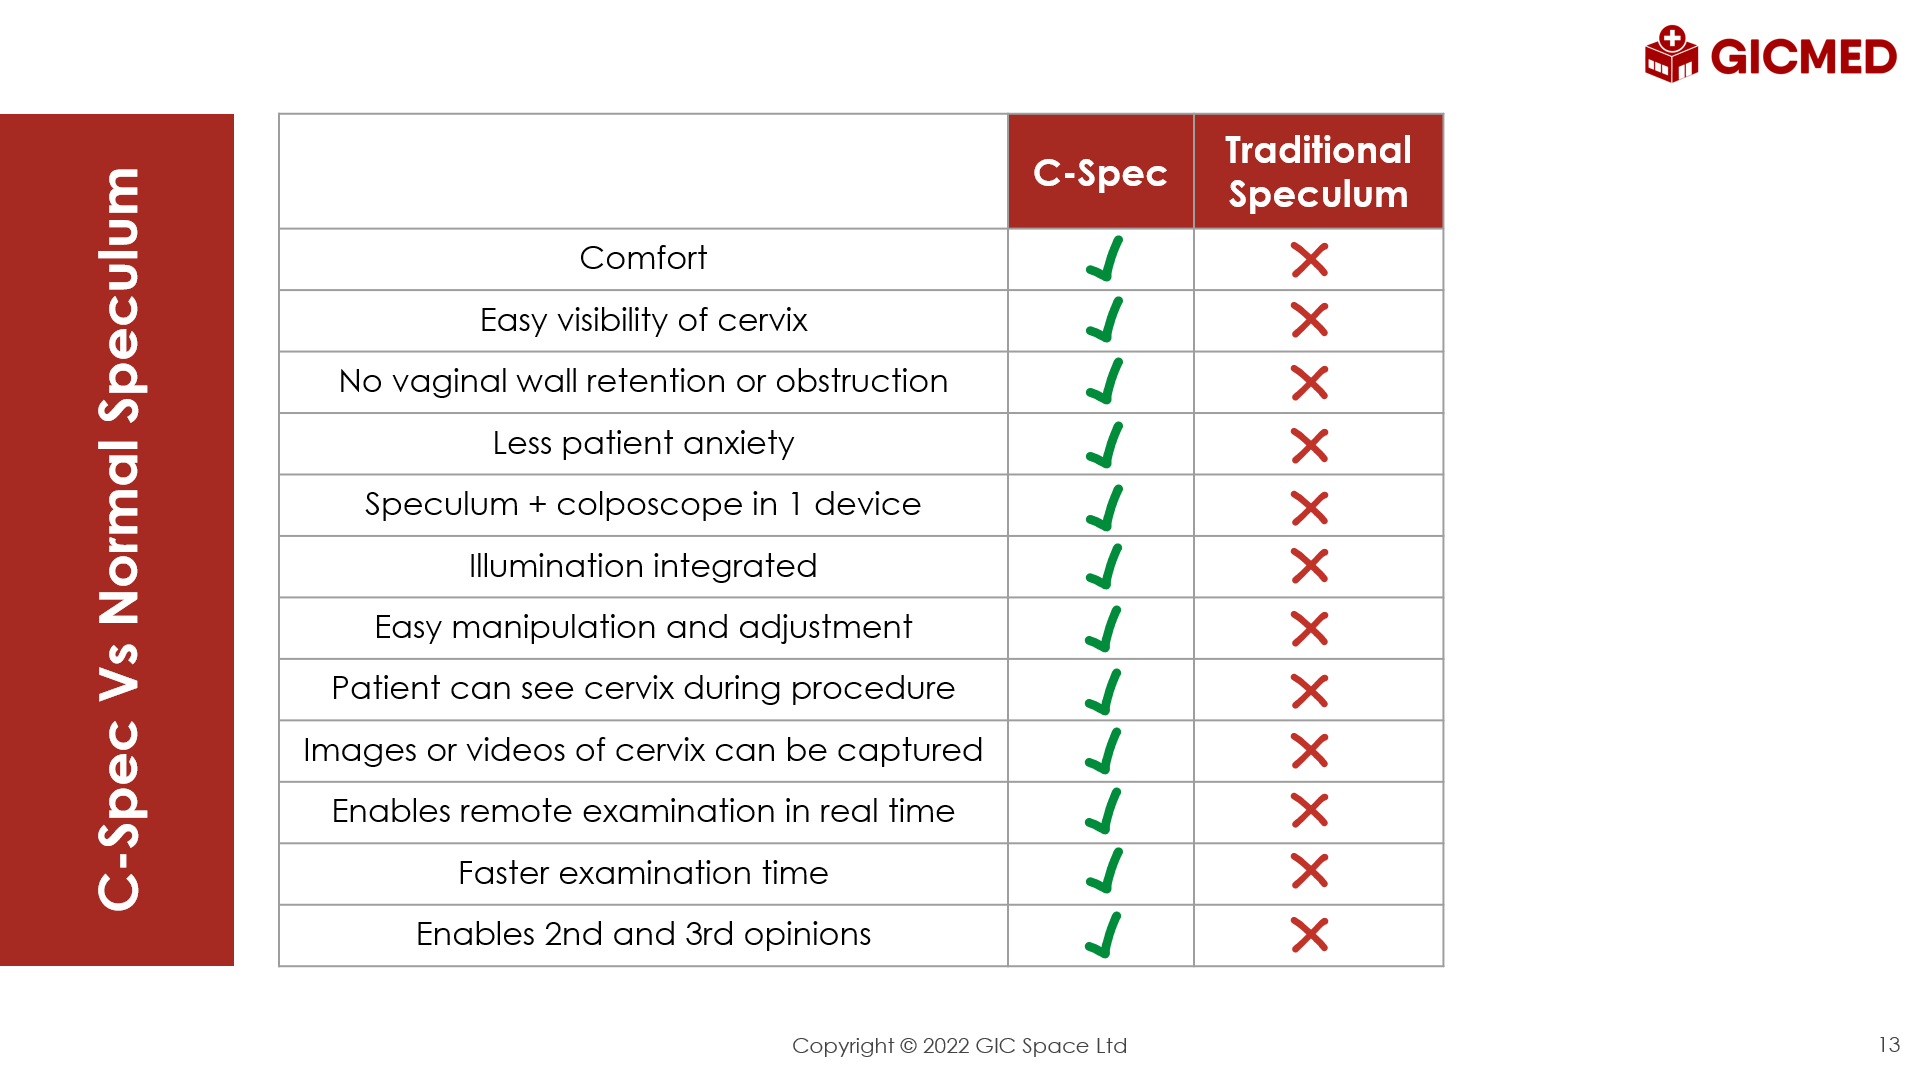 GICMED
C-Spec Vs Normal Speculum
C-Spec
Traditional
Speculum
Comfort
Easy visibility of cervix
No vaginal wall retention or obstruction
Less patient anxiety
Speculum + colposcope in 1 device
Illumination integrated
Easy manipulation and adjustment
Patient can see cervix during procedure
Images or videos of cervix can be captured
Enables remote examination in real time
Faster examination time
Enables 2nd and 3rd opinions
Copyright © 2022 GIC Space Ltd
13